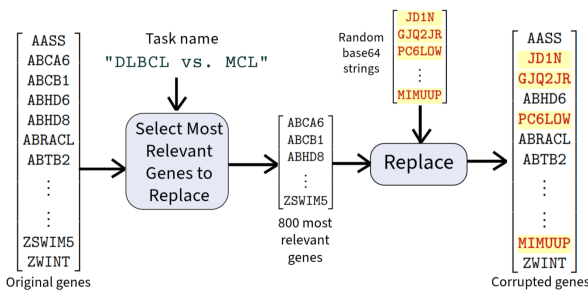 AASS
ABCA6
ABCB1
ABHD6
ABHD8
ABRACL
ABTB2
ZSWIM5
ZWINT
Original genes
Task name
"DLBCL vs. MCL"
Select Most
Relevant
Genes to
Replace
ABCA6
ABCB1
ABHD8
ZSWIM5
800 most
relevant
genes
Random
base64
strings
JD1N
GJQ2JR
PC6LOW
MIMUUP
Replace
AASS
JD1N
GJQ2JR
ABHD6
PC6LOW
ABRACL
ABTB2
MIMUUP
ZWINT
Corrupted genes